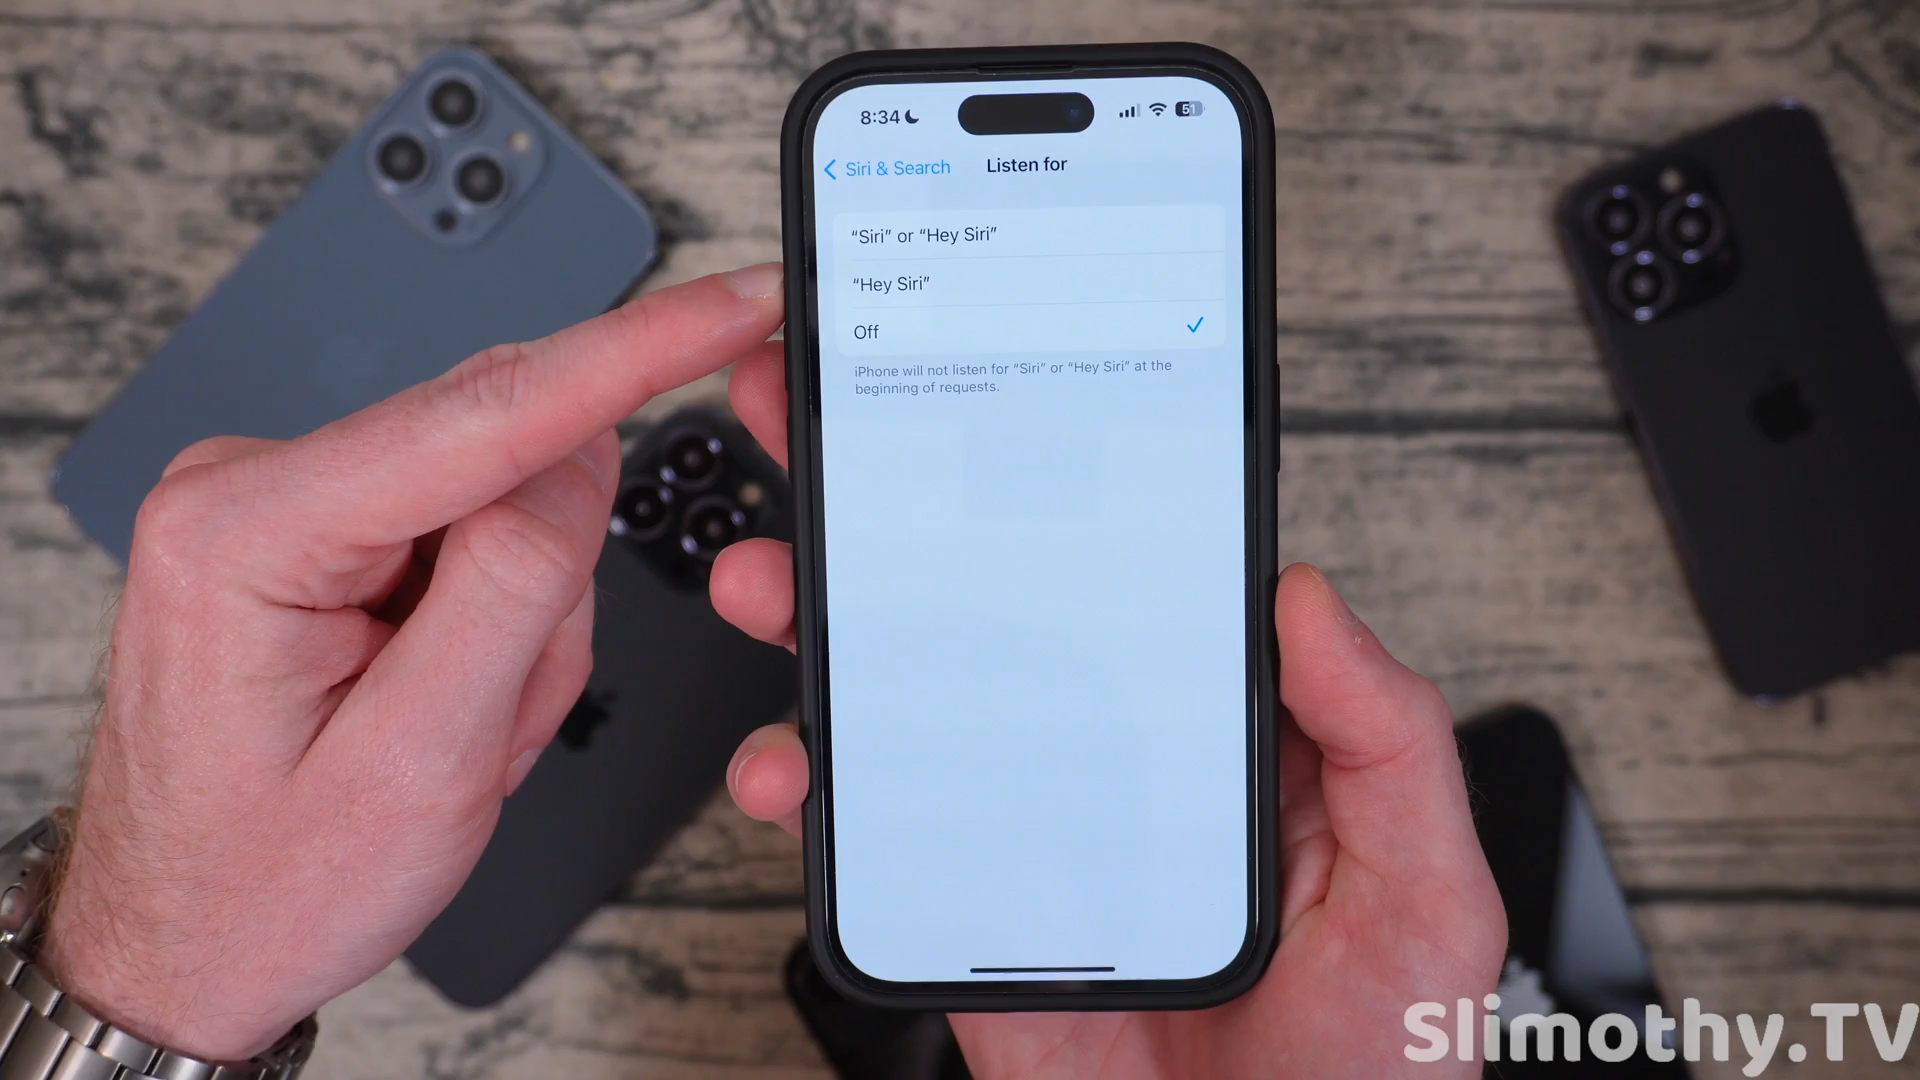 8:34
51
Siri & Search
Listen for
“Siri” or “Hey Siri”
“Hey Siri”
Off
iPhone will not listen for “Siri” or “Hey Siri” at the
beginning of requests.
Slimothy.TV